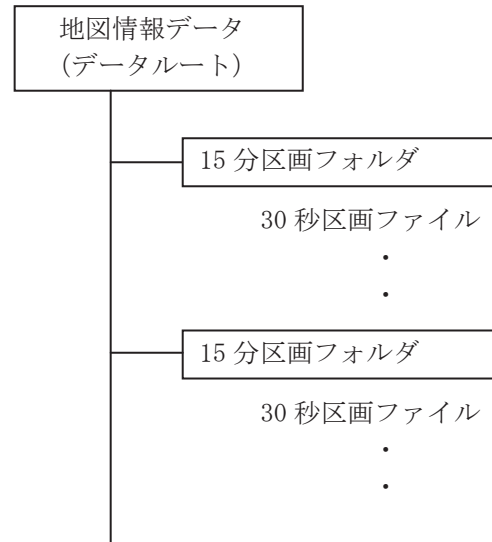 地図情報データ
(データルート)
15 分区画フォルダ
30 秒区画ファイル
・
・
15 分区画フォルダ
30 秒区画ファイル
・
・